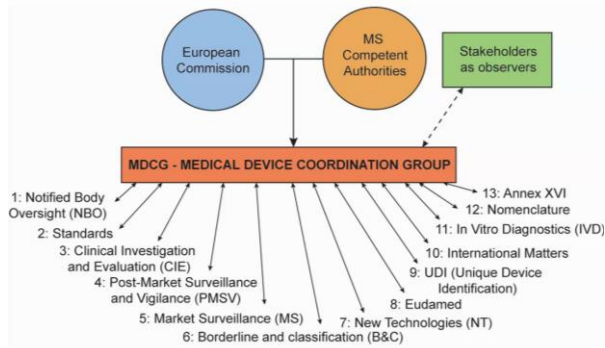 European
Commission
MS
Competent
Authorities
Stakeholders
as observers
MDCG - MEDICAL DEVICE COORDINATION GROUP
1: Notified Body
Oversight (NBO)
2: Standards
3: Clinical Investigation
and Evaluation (CIE)
4: Post-Market Surveillance
and Vigilance (PMSV)
5: Market Surveillance (MS)
6: Borderline and classification (B&C)
7: New Technologies (NT)
8: Eudamed
9: UDI (Unique Device
Identification)
10: International Matters
11: In Vitro Diagnostics (IVD)
12: Nomenclature
13: Annex XVI